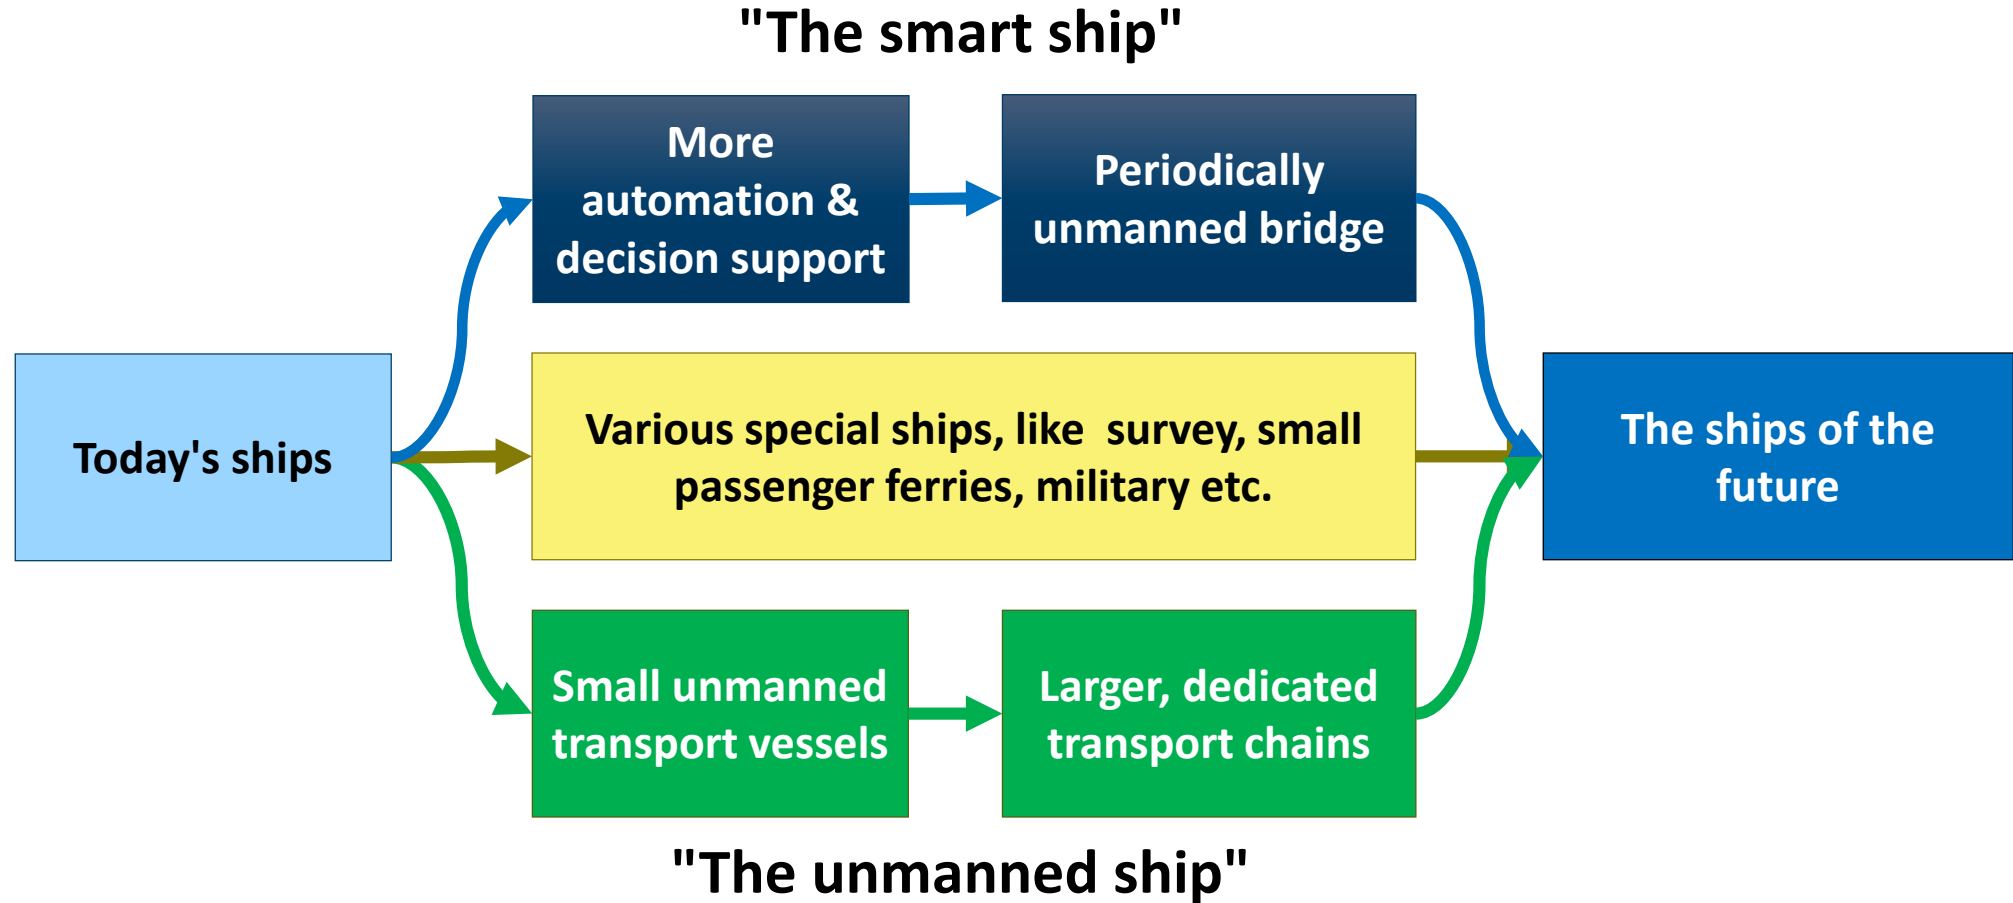 "The smart ship"
More
automation &
decision support
Periodically
unmanned bridge
Today's ships
Various special ships, like  survey, small
passenger ferries, military etc.
The ships of the
future
Small unmanned
transport vessels
Larger, dedicated
transport chains
"The unmanned ship"